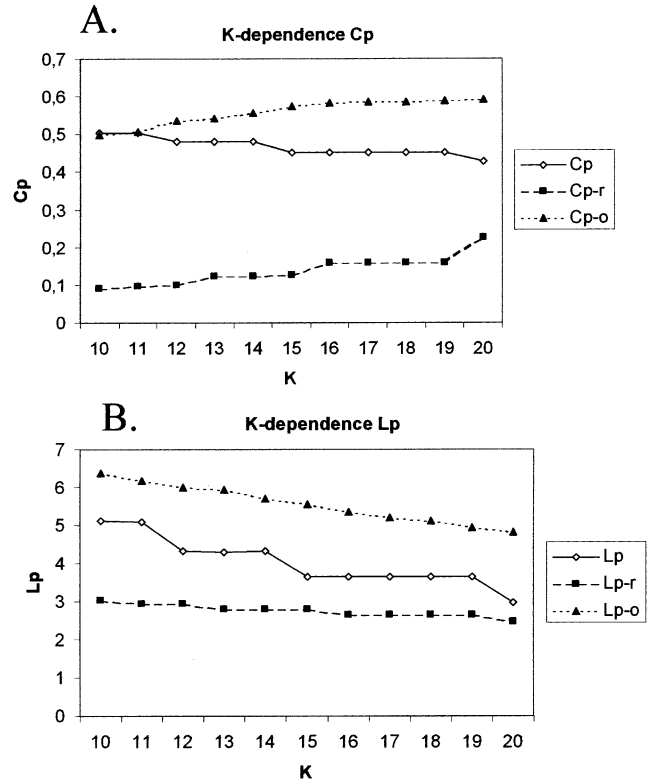 A.
K-dependence Cp
0,7
0,6
0,5
0,4
0,3
0,2
0,1
0
Cp
10 11 12 13 14 15 16 17 18 19 20
K
Cp
Cp-r
Cp-o
B.
K-dependence Lp
7
6
5
4
3
2
1
0
Lp
10 11 12 13 14 15 16 17 18 19 20
K
Lp
Lp-r
Lp-o